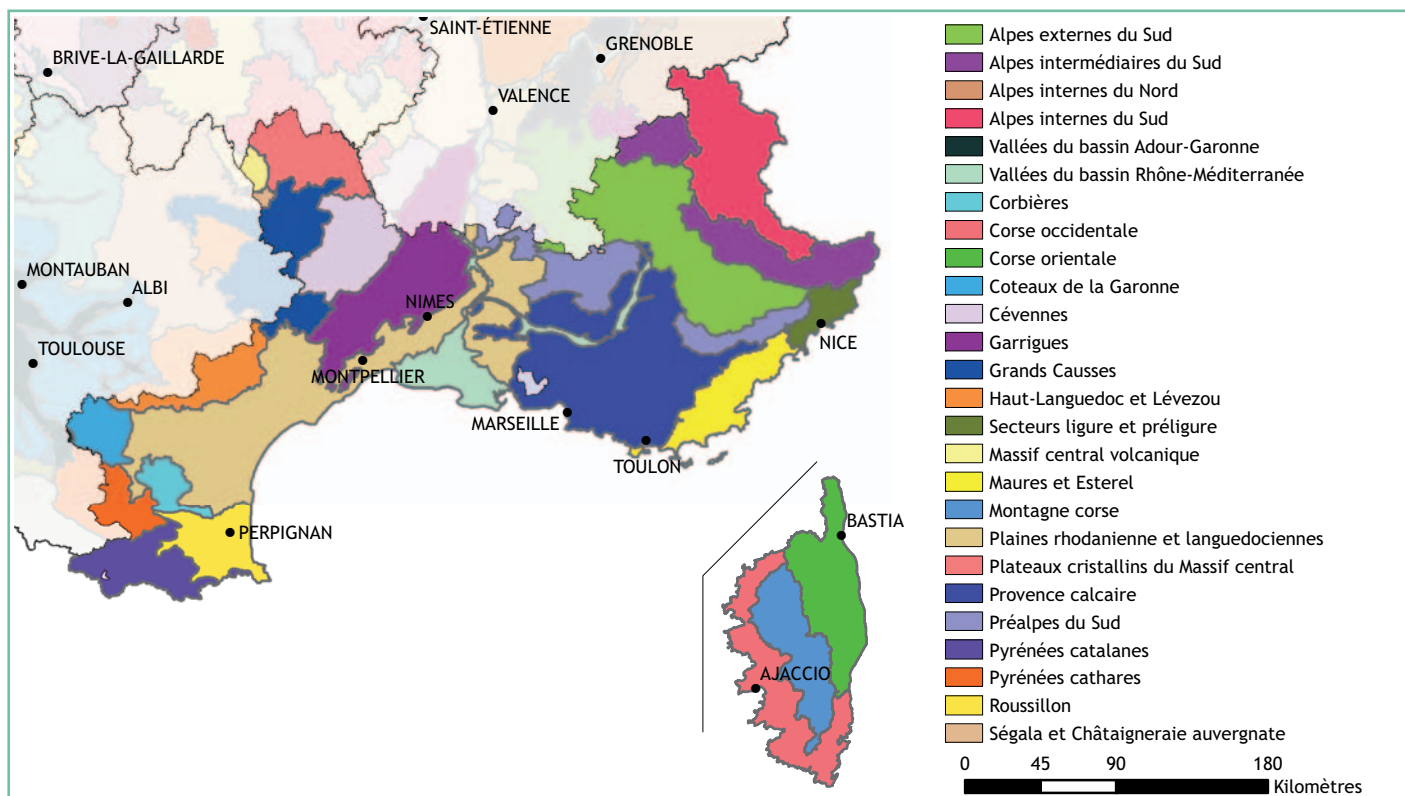 SAINT-ÉTIENNE
BRIVE-LA-GAILLARDE
GRENOBLE
VALENCE
MONTAUBAN
ALBI
NIMES
TOULOUSE
NICE
MONTPELLIER
MARSEILLE
TOULON
PERPIGNAN
BASTIA
AJACCIO
Alpes externes du Sud
Alpes intermédiaires du Sud
Alpes internes du Nord
Alpes internes du Sud
Vallées du bassin Adour-Garonne
Vallées du bassin Rhône-Méditerranée
Corbières
Corse occidentale
Corse orientale
Coteaux de la Garonne
Cévennes
Garrigues
Grands Causses
Haut-Languedoc et Lévezou
Secteurs ligure et préligure
Massif central volcanique
Maures et Esterel
Montagne corse
Plaines rhodanienne et languedociennes
Plateaux cristallins du Massif central
Provence calcaire
Préalpes du Sud
Pyrénées catalanes
Pyrénées cathares
Roussillon
Ségala et Châtaigneraie auvergnate
0 45 90 180
Kilomètres